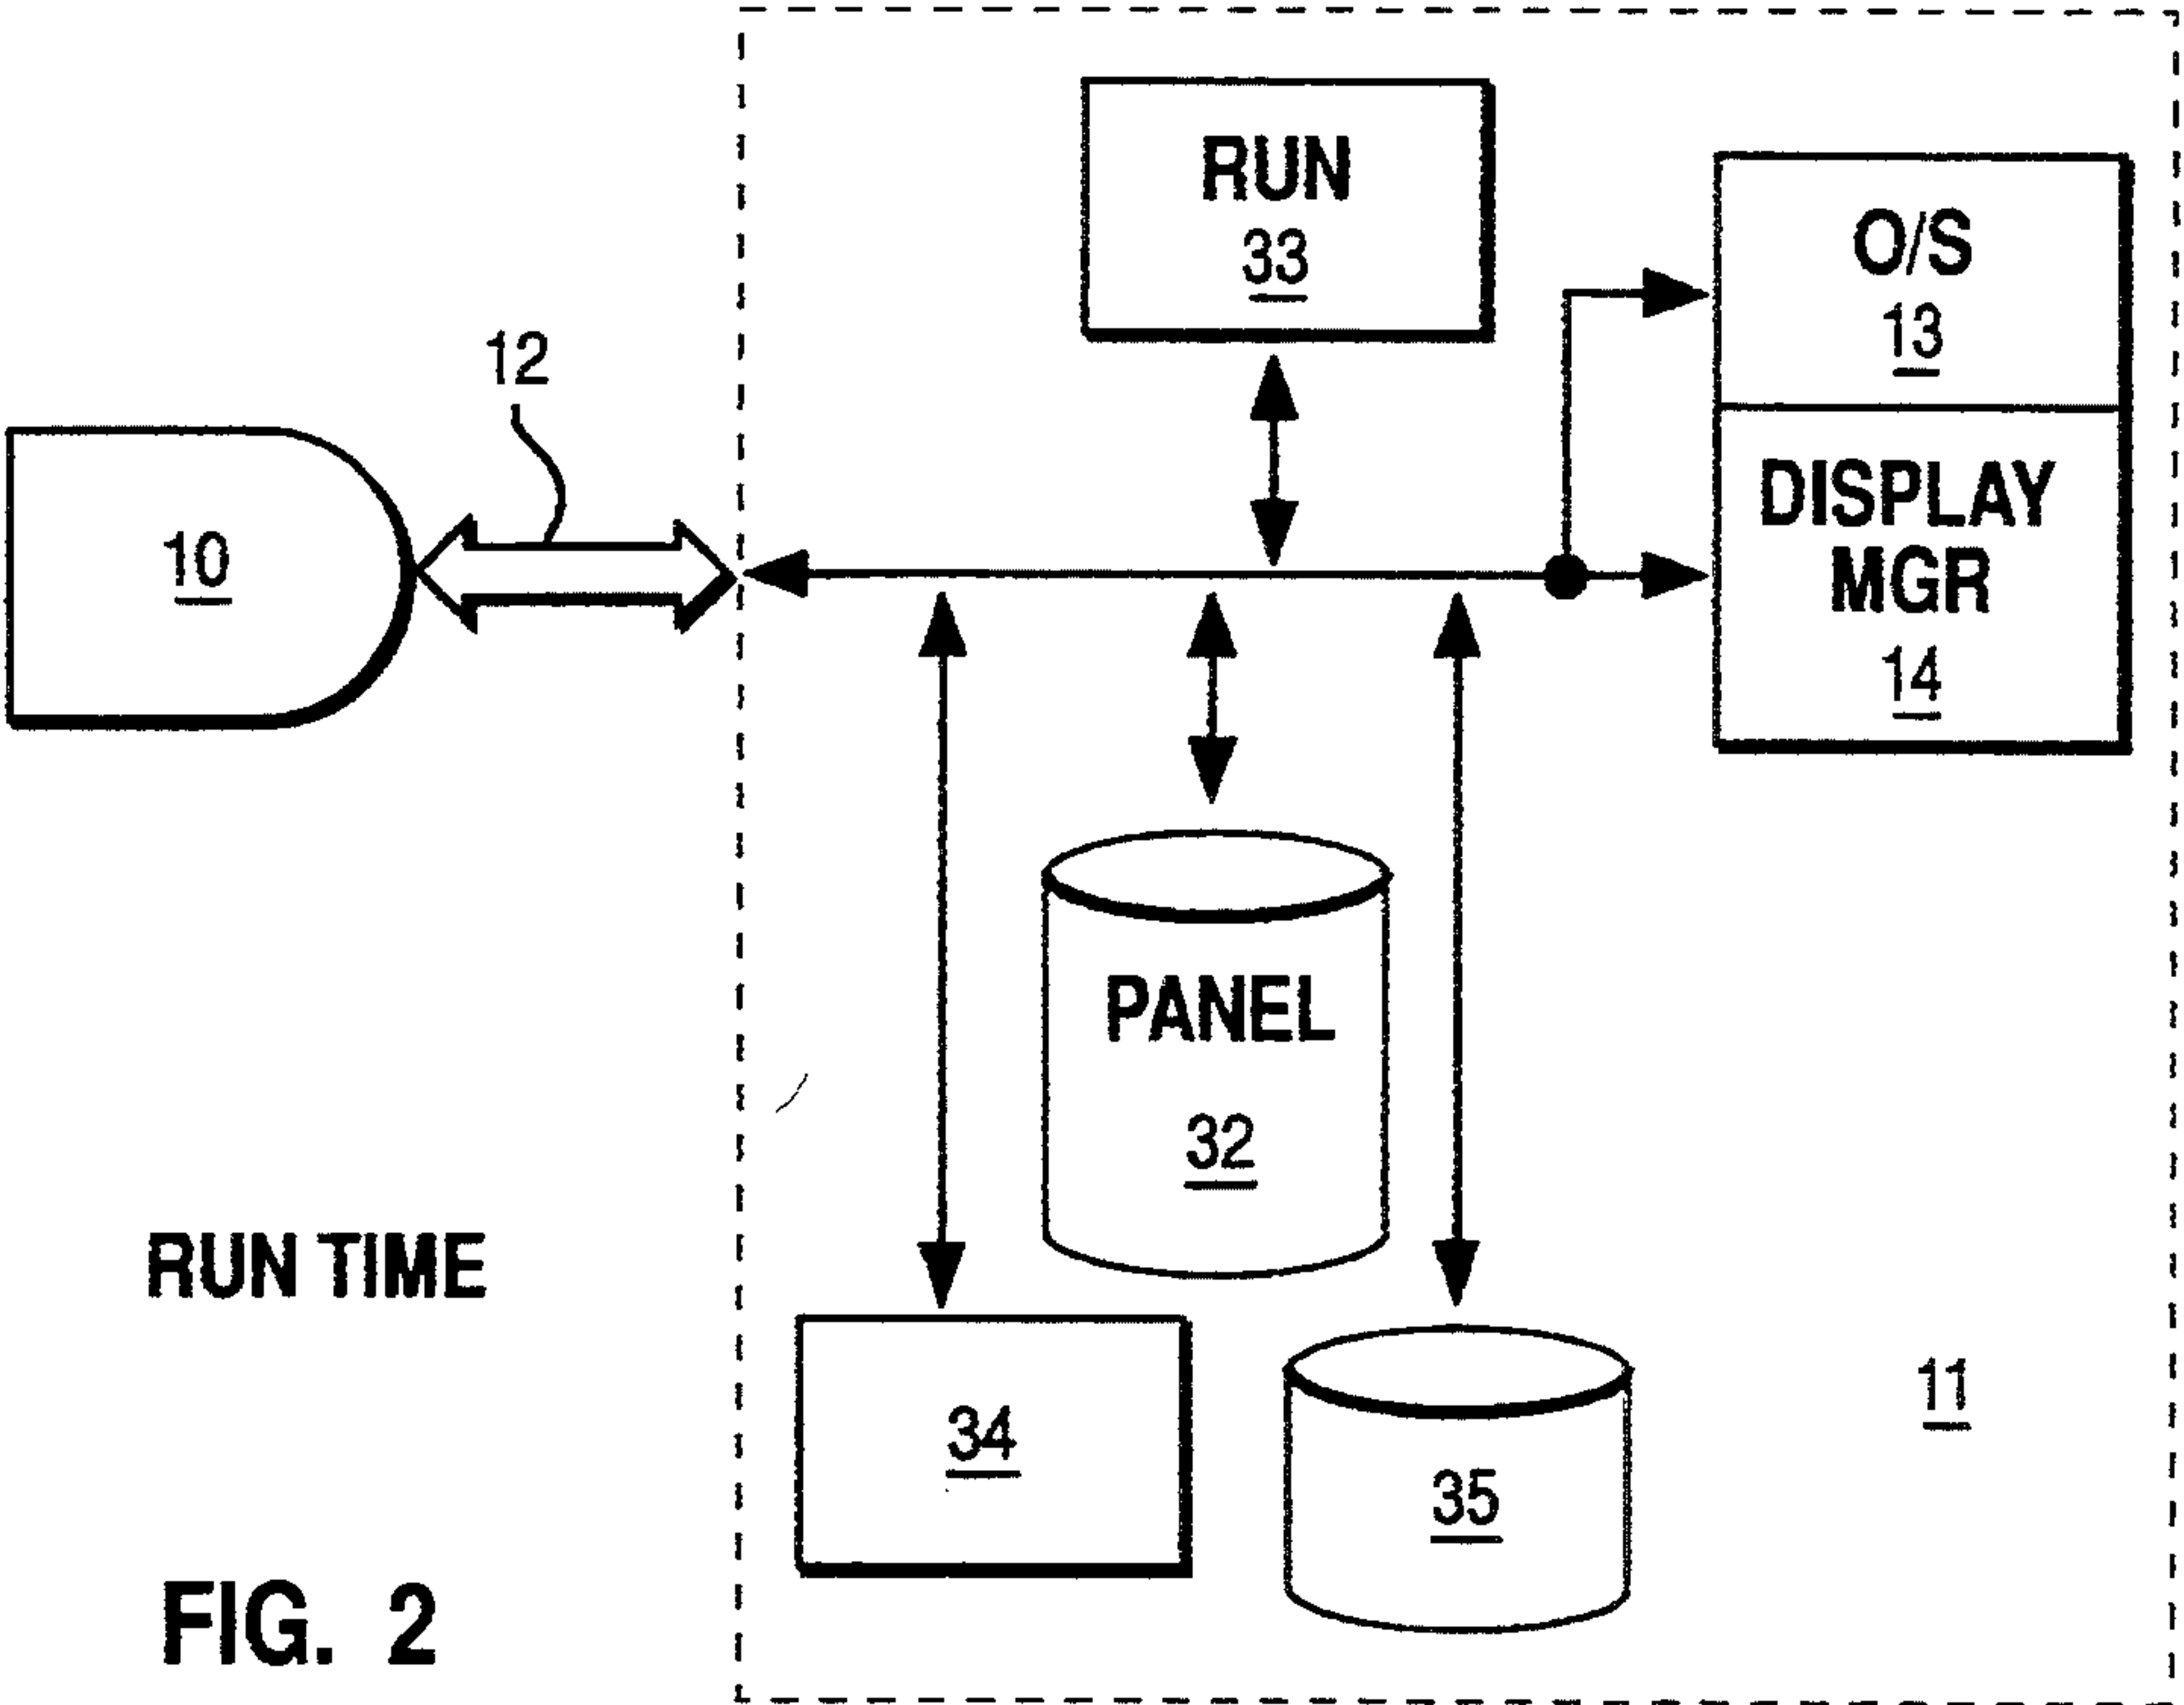 RUN
33
O/S
13
12
DISPLAY
MGR
14
10
PANEL
32
RUN TIME
34
35
11
FIG. 2